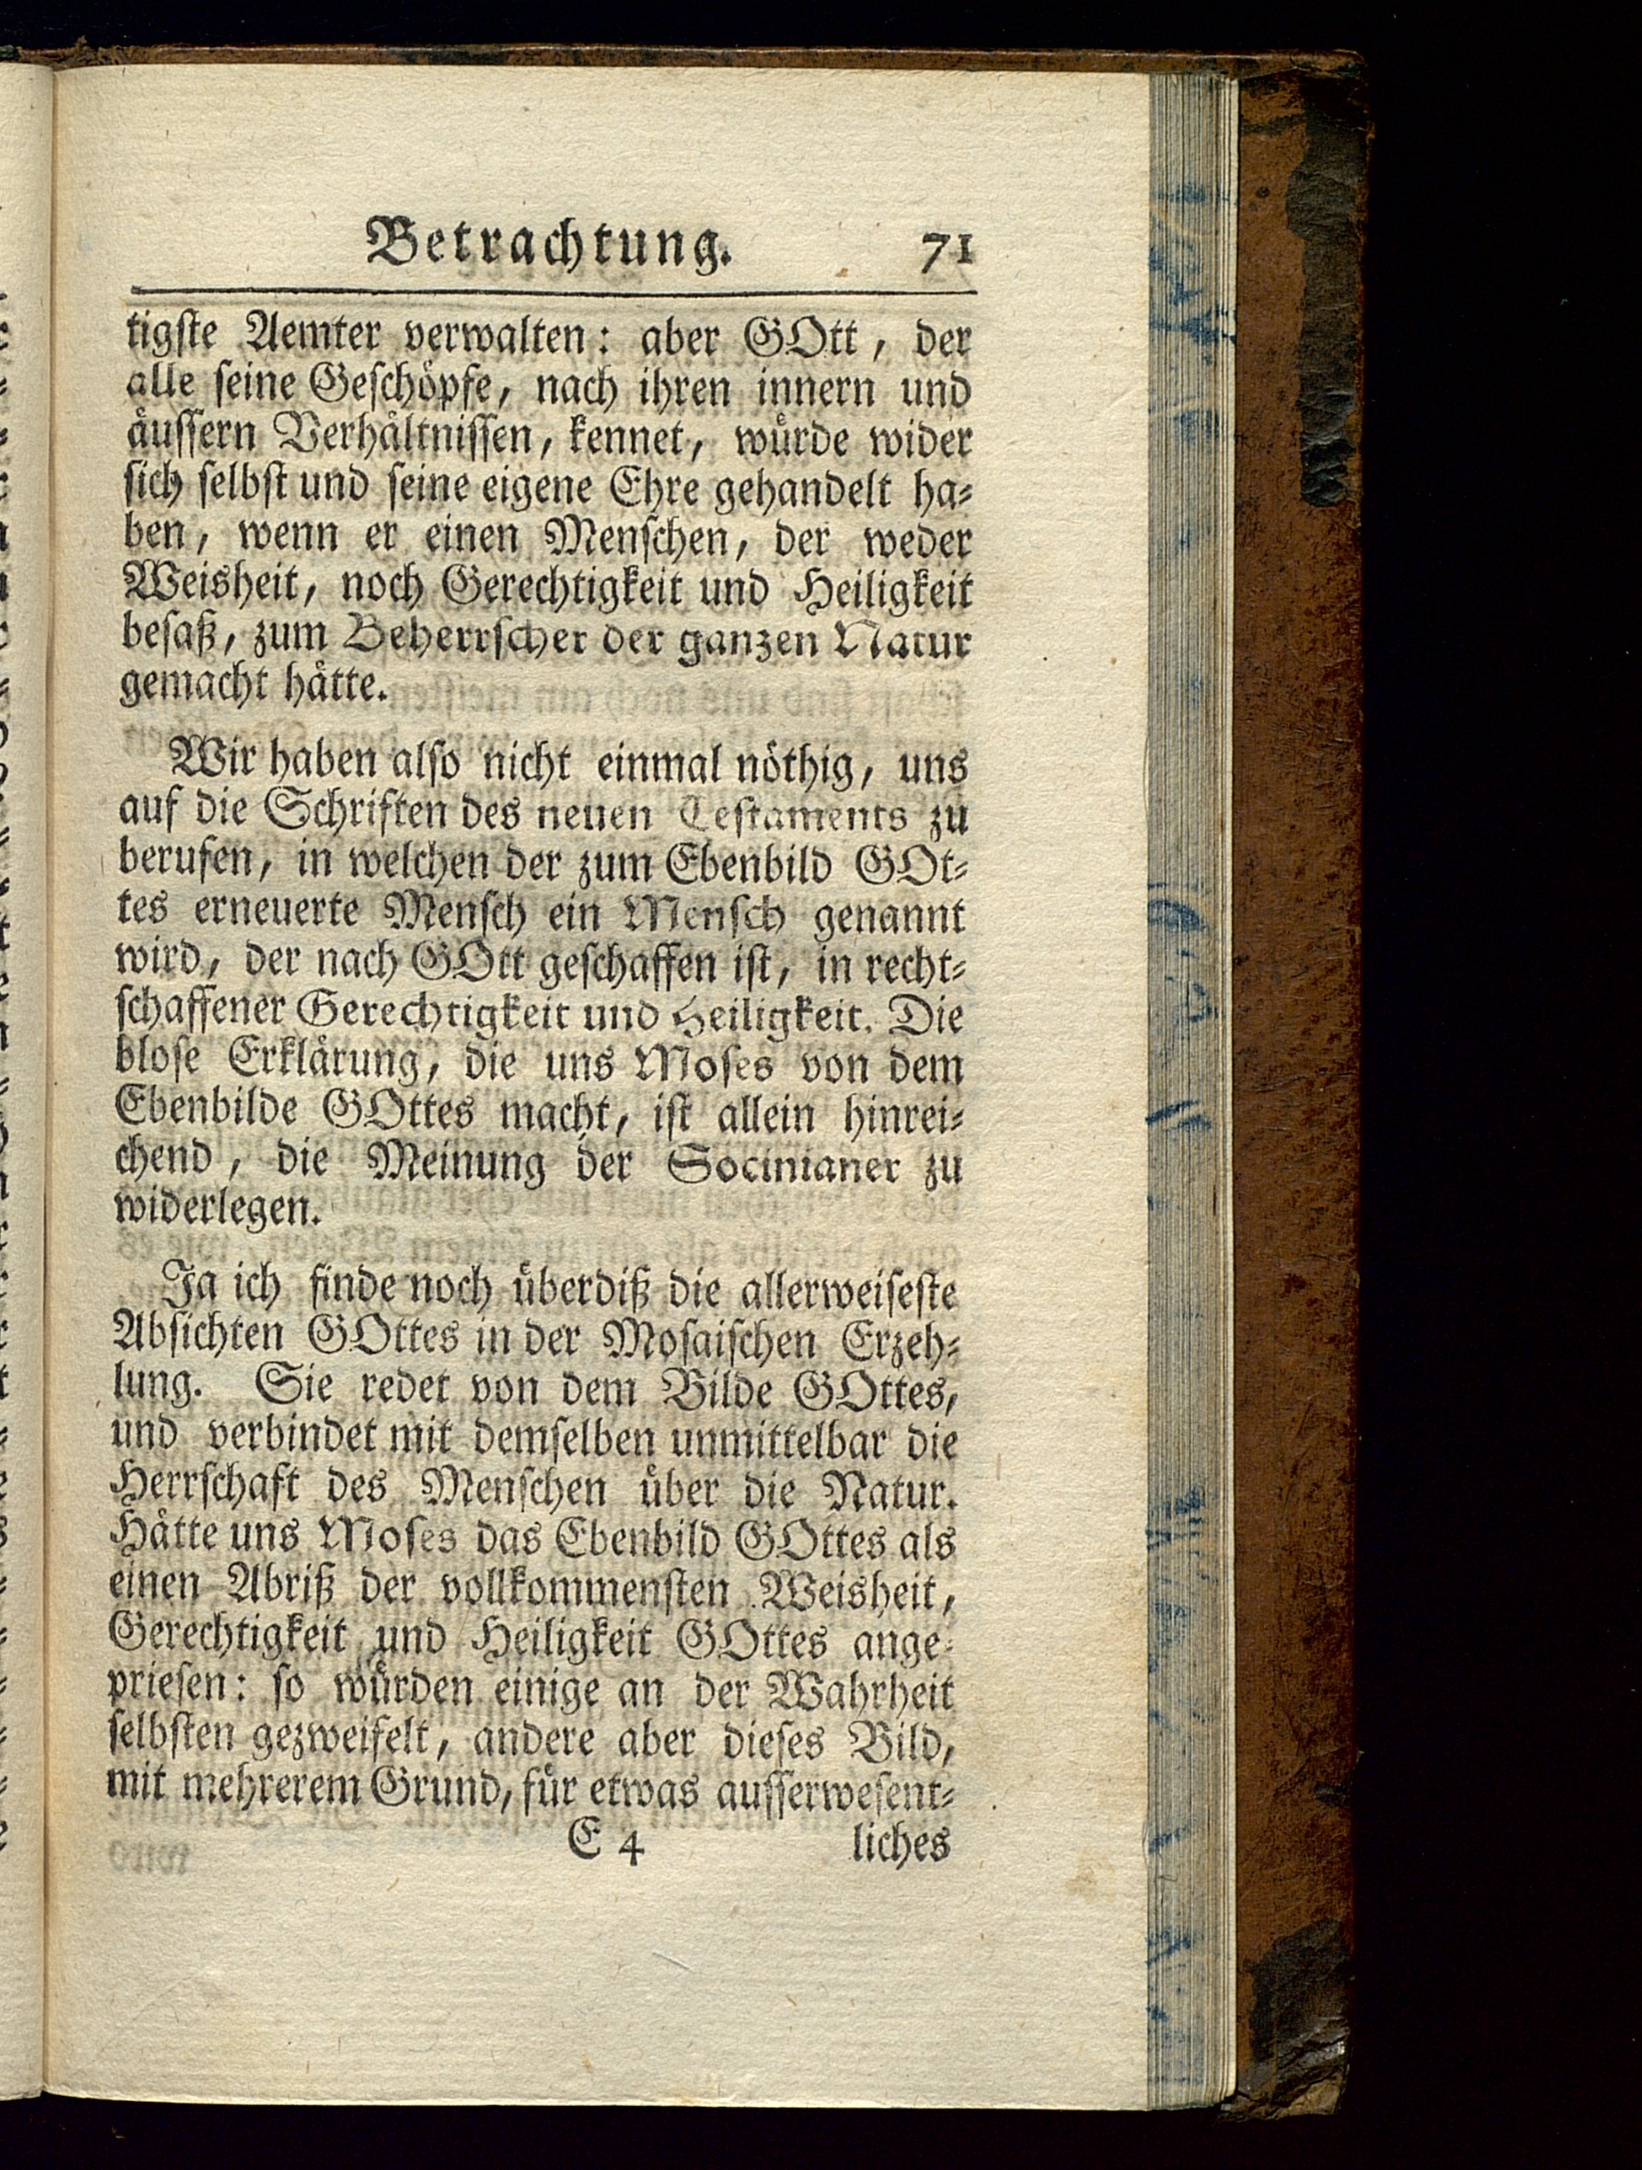 Betrachtung. 71
tigſte Aemter verwalten: aber GOtt, der
alle ſeine Geſchöpfe, nach ihren innern und
äuſſern Verhältniſſen, kennet, würde wider
ſich ſelbſt und ſeine eigene Ehre gehandelt ha⸗
ben, wenn er einen Menſchen, der weder
Weisheit, noch Gerechtigkeit und Heiligkeit
beſaß, zum Beherrſcher der ganzen Natur
gemacht hätte.
Wir haben alſo nicht einmal nöthig, uns
auf die Schriften des neuen Teſtaments zu
berufen, in welchen der zum Ebenbild GOt⸗
tes erneuerte Menſch ein Menſch genannt
wird, der nach GOtt geſchaffen iſt, in recht⸗
ſchaffener Gerechtigkeit und Heiligkeit. Die
bloſe Erklärung, die uns Moſes von dem
Ebenbilde GOttes macht, iſt allein hinrei⸗
chend, die Meinung der Socinianer zu
widerlegen.
Ja ich finde noch überdiß die allerweiſeſte
Abſichten GOttes in der Moſaiſchen Erzeh⸗
lung. Sie redet von dem Bilde GOttes,
und verbindet mit demſelben unmittelbar die
Herrſchaft des Menſchen über die Natur.
Hätte uns Moſes das Ebenbild GOttes als
einen Abriß der vollkommenſten Weisheit,
Gerechtigkeit und Heiligkeit GOttes ange⸗
prieſen: ſo würden einige an der Wahrheit
ſelbſten gezweifelt, andere aber dieſes Bild,
mit mehrerem Grund, für etwas auſſerweſent⸗
E 4 liches